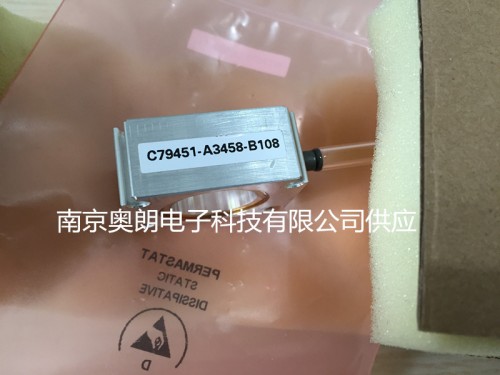 C79451-A3458-B108
南京奥朗电子科技有限公司供应
PERMASTAT
STATIC
DISSIPATIVE
D